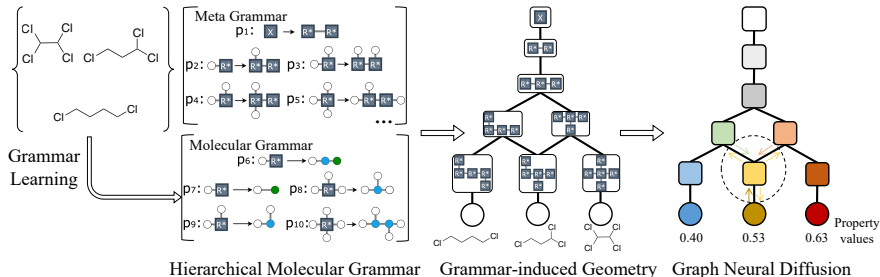 Cl Cl
Cl Cl
Cl Cl
Cl
Cl Cl
Grammar
Learning
Meta Grammar
p1: X → R* R*
p2: R* → R* R*
p3: R* → R* R*
p4: R* → R* R*
p5: R* → R* R*
...
Molecular Grammar
p6: R* →
p7: R* →
p8: R* →
p9: R* →
p10: R* →
Hierarchical Molecular Grammar
X
R* R*
R* R* R*
R* R* R* R*
R* R* R* R*
Cl Cl
Cl Cl Cl
Cl Cl
Cl Cl
Grammar-induced Geometry
0.40 0.53 0.63
Property
values
Graph Neural Diffusion